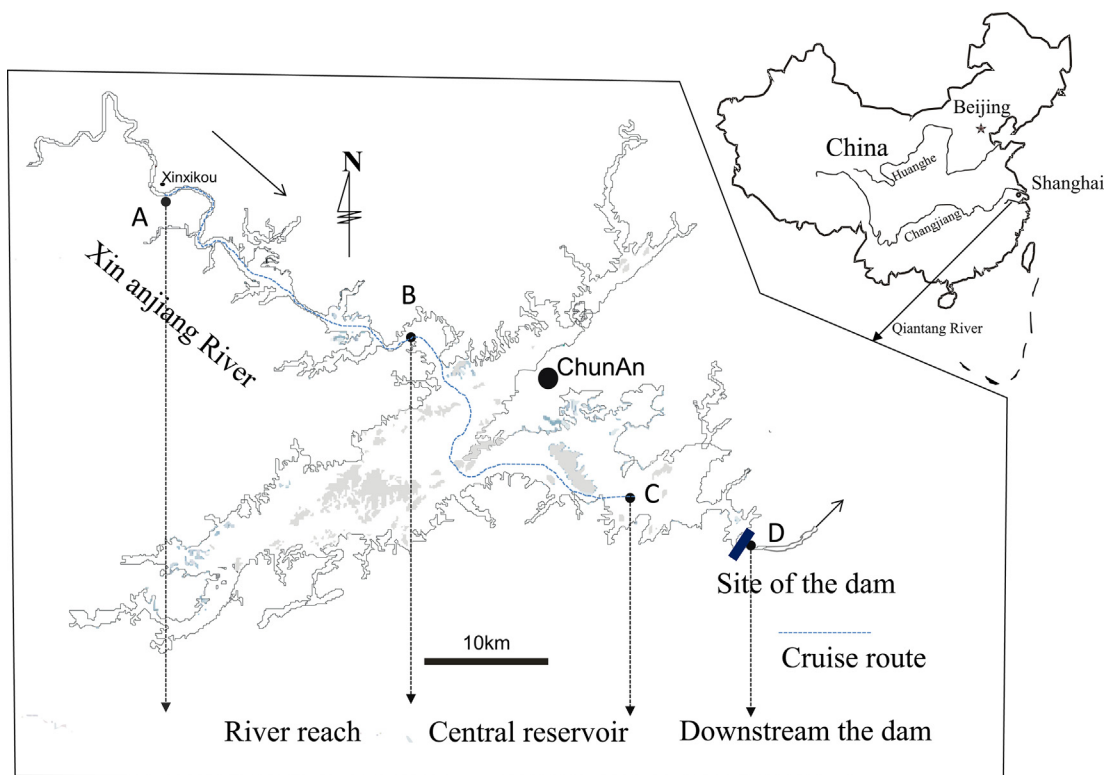 Beijing
China
Huanghe
Shanghai
Changjiang
Qiantang River
Xinxikou
N
A
Xin anjiang River
B
ChunAn
C
D
Site of the dam
10km
Cruise route
River reach
Central reservoir
Downstream the dam